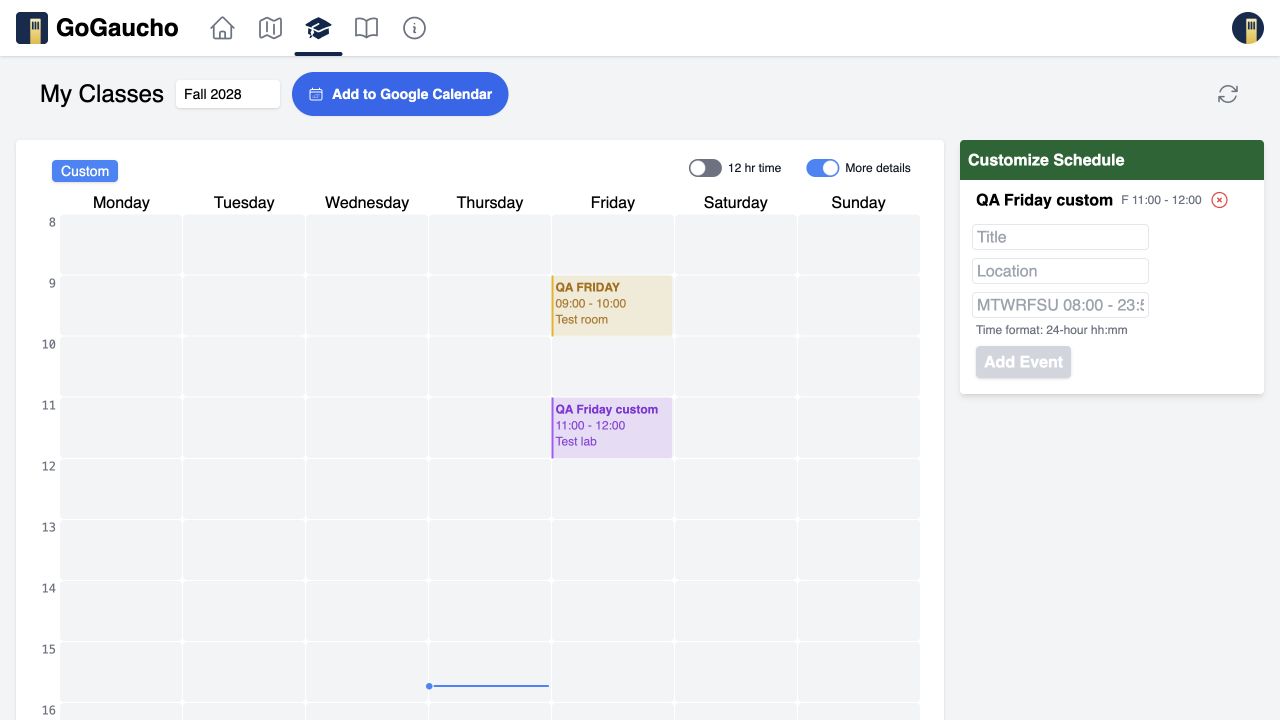 GoGaucho
My Classes
Fall 2028
Add to Google Calendar
Custom
12 hr time
More details
Monday Tuesday Wednesday Thursday Friday Saturday Sunday
8
9
QA FRIDAY
09:00 - 10:00
Test room
10
11
QA Friday custom
11:00 - 12:00
Test lab
12
13
14
15
16
Customize Schedule
QA Friday custom F 11:00 - 12:00
Title
Location
MTWRFSU 08:00 - 23:5
Time format: 24-hour hh:mm
Add Event